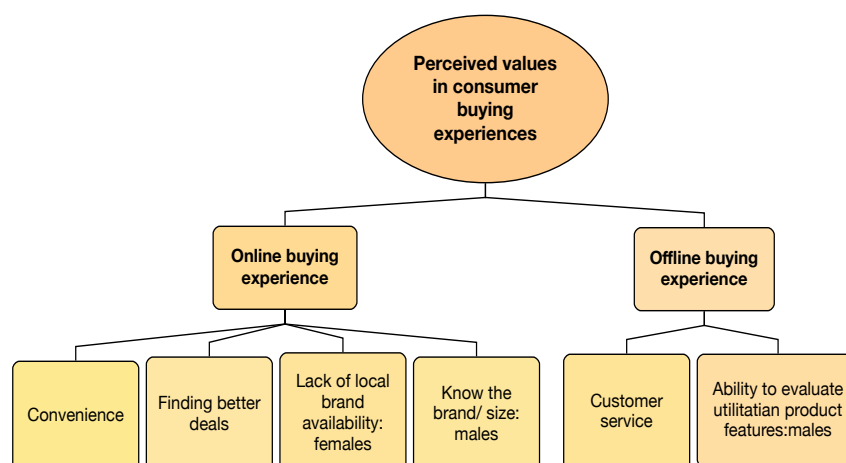 Perceived values
in consumer
buying
experiences
Online buying
experience
Offline buying
experience
Convenience
Finding better
deals
Lack of local
brand
availability:
females
Know the
brand/ size:
males
Customer
service
Ability to evaluate
utilitatian product
features:males